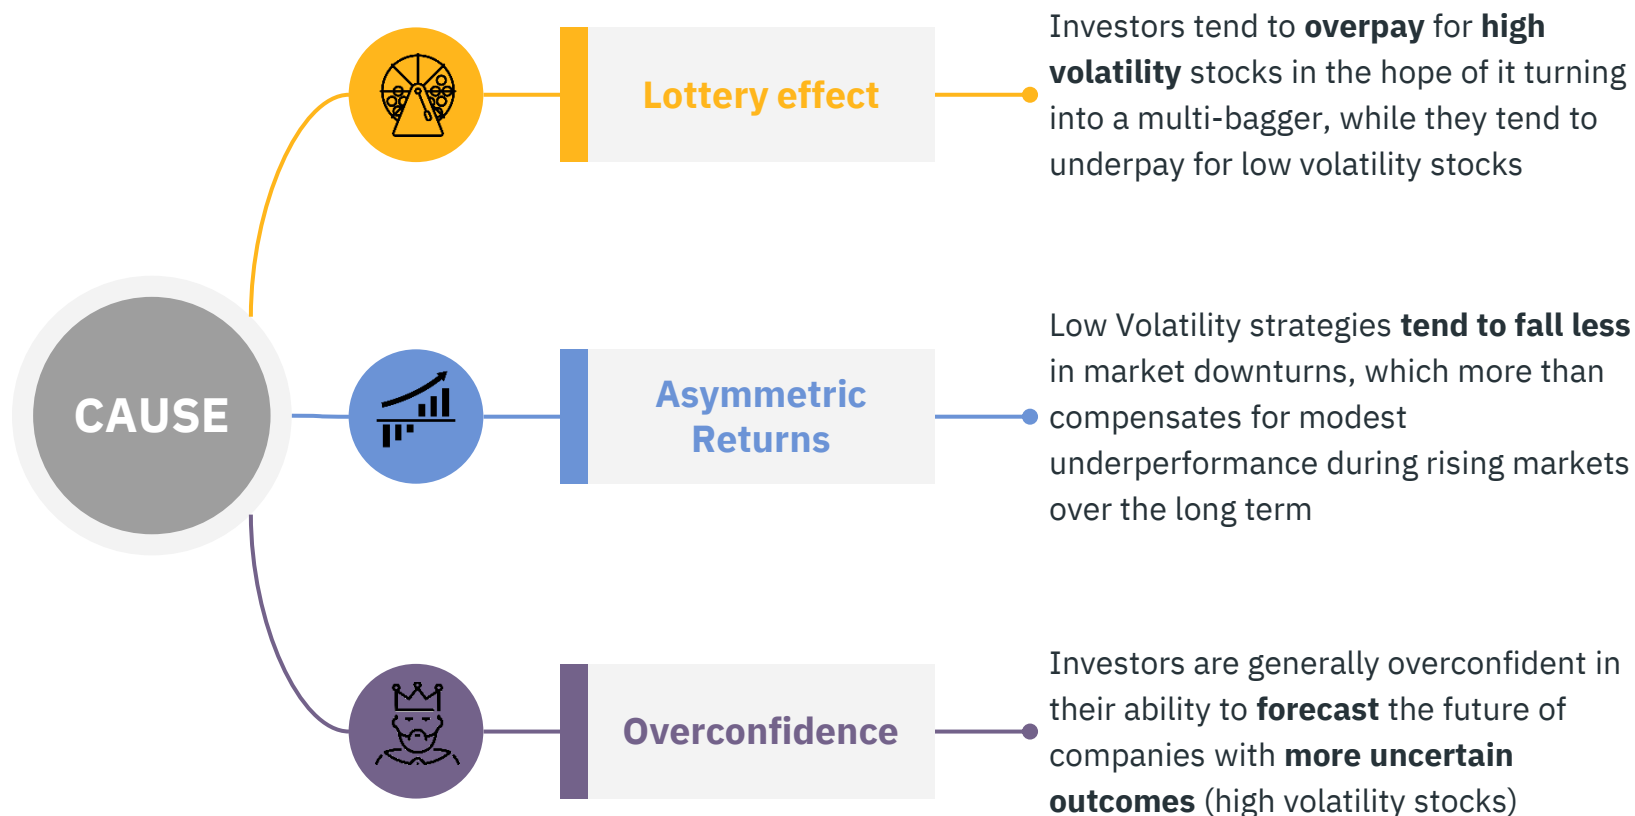 CAUSE
Lottery effect
Investors tend to overpay for high
volatility stocks in the hope of it turning
into a multi-bagger, while they tend to
underpay for low volatility stocks
Asymmetric
Returns
Low Volatility strategies tend to fall less
in market downturns, which more than
compensates for modest
underperformance during rising markets
over the long term
Overconfidence
Investors are generally overconfident in
their ability to forecast the future of
companies with more uncertain
outcomes (high volatility stocks)